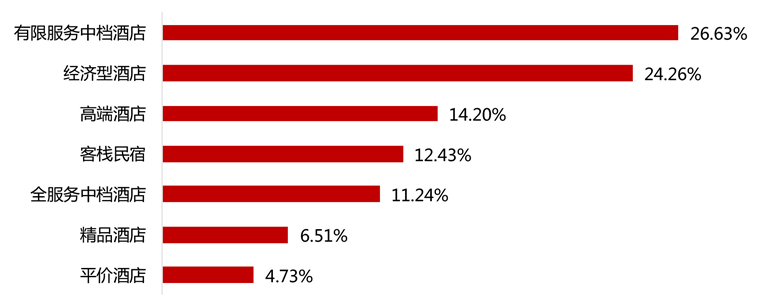 有限服务中档酒店 26.63%
经济型酒店 24.26%
高端酒店 14.20%
客栈民宿 12.43%
全服务中档酒店 11.24%
精品酒店 6.51%
平价酒店 4.73%